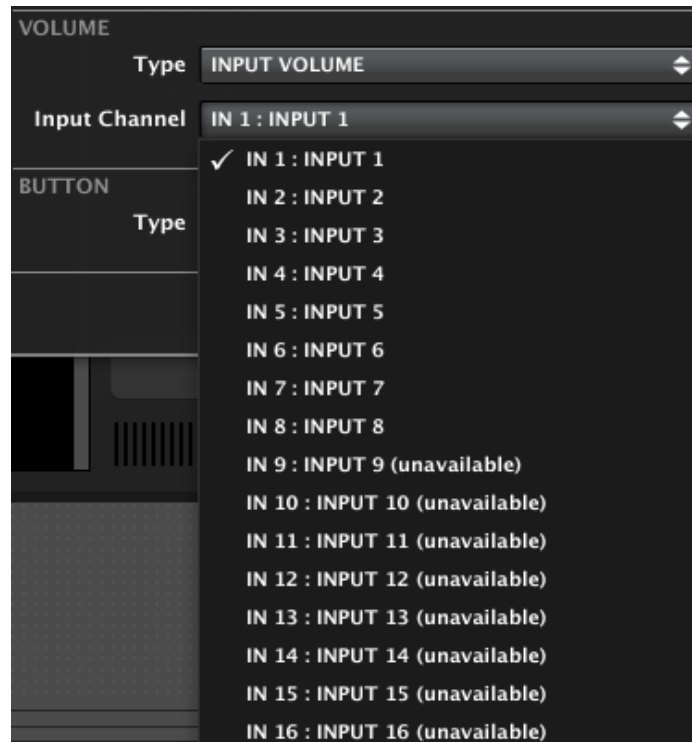 VOLUME
Type INPUT VOLUME
Input Channel IN 1 : INPUT 1
✓ IN 1 : INPUT 1
IN 2 : INPUT 2
BUTTON
Type
IN 3 : INPUT 3
IN 4 : INPUT 4
IN 5 : INPUT 5
IN 6 : INPUT 6
IN 7 : INPUT 7
IN 8 : INPUT 8
IN 9 : INPUT 9 (unavailable)
IN 10 : INPUT 10 (unavailable)
IN 11 : INPUT 11 (unavailable)
IN 12 : INPUT 12 (unavailable)
IN 13 : INPUT 13 (unavailable)
IN 14 : INPUT 14 (unavailable)
IN 15 : INPUT 15 (unavailable)
IN 16 : INPUT 16 (unavailable)